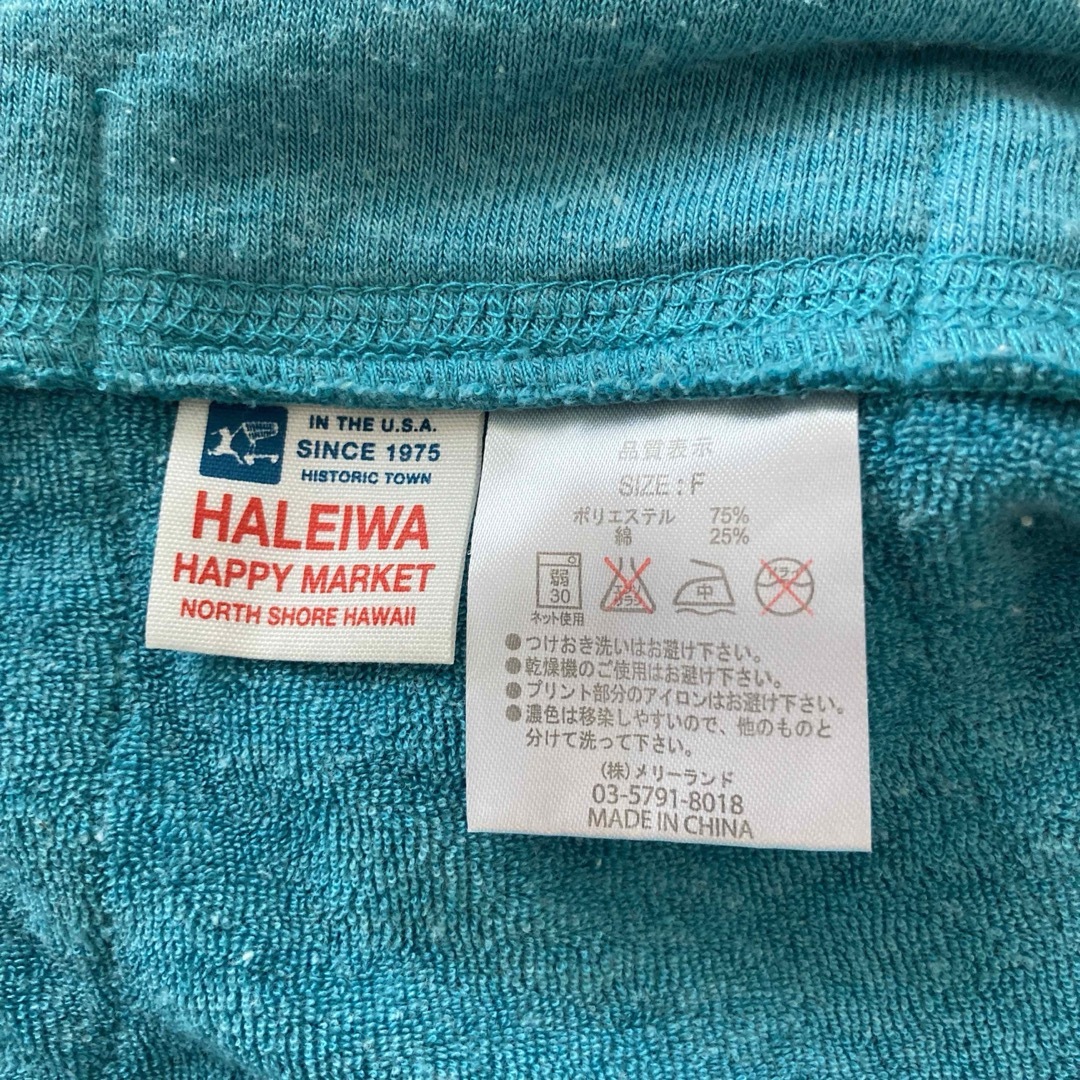 IN THE U.S.A.
SINCE 1975
HISTORIC TOWN
HALEIWA
HAPPY MARKET
NORTH SHORE HAWAII
品質表示
SIZE : F
ポリエステル 75%
綿 25%
弱 中
30
ネット使用
●つけおき洗いはお避け下さい。
●乾燥機のご使用はお避け下さい。
●プリント部分のアイロンはお避け下さい。
●濃色は移染しやすいので、他のものと
分けて洗って下さい。
(株)メリーランド
03-5791-8018
MADE IN CHINA